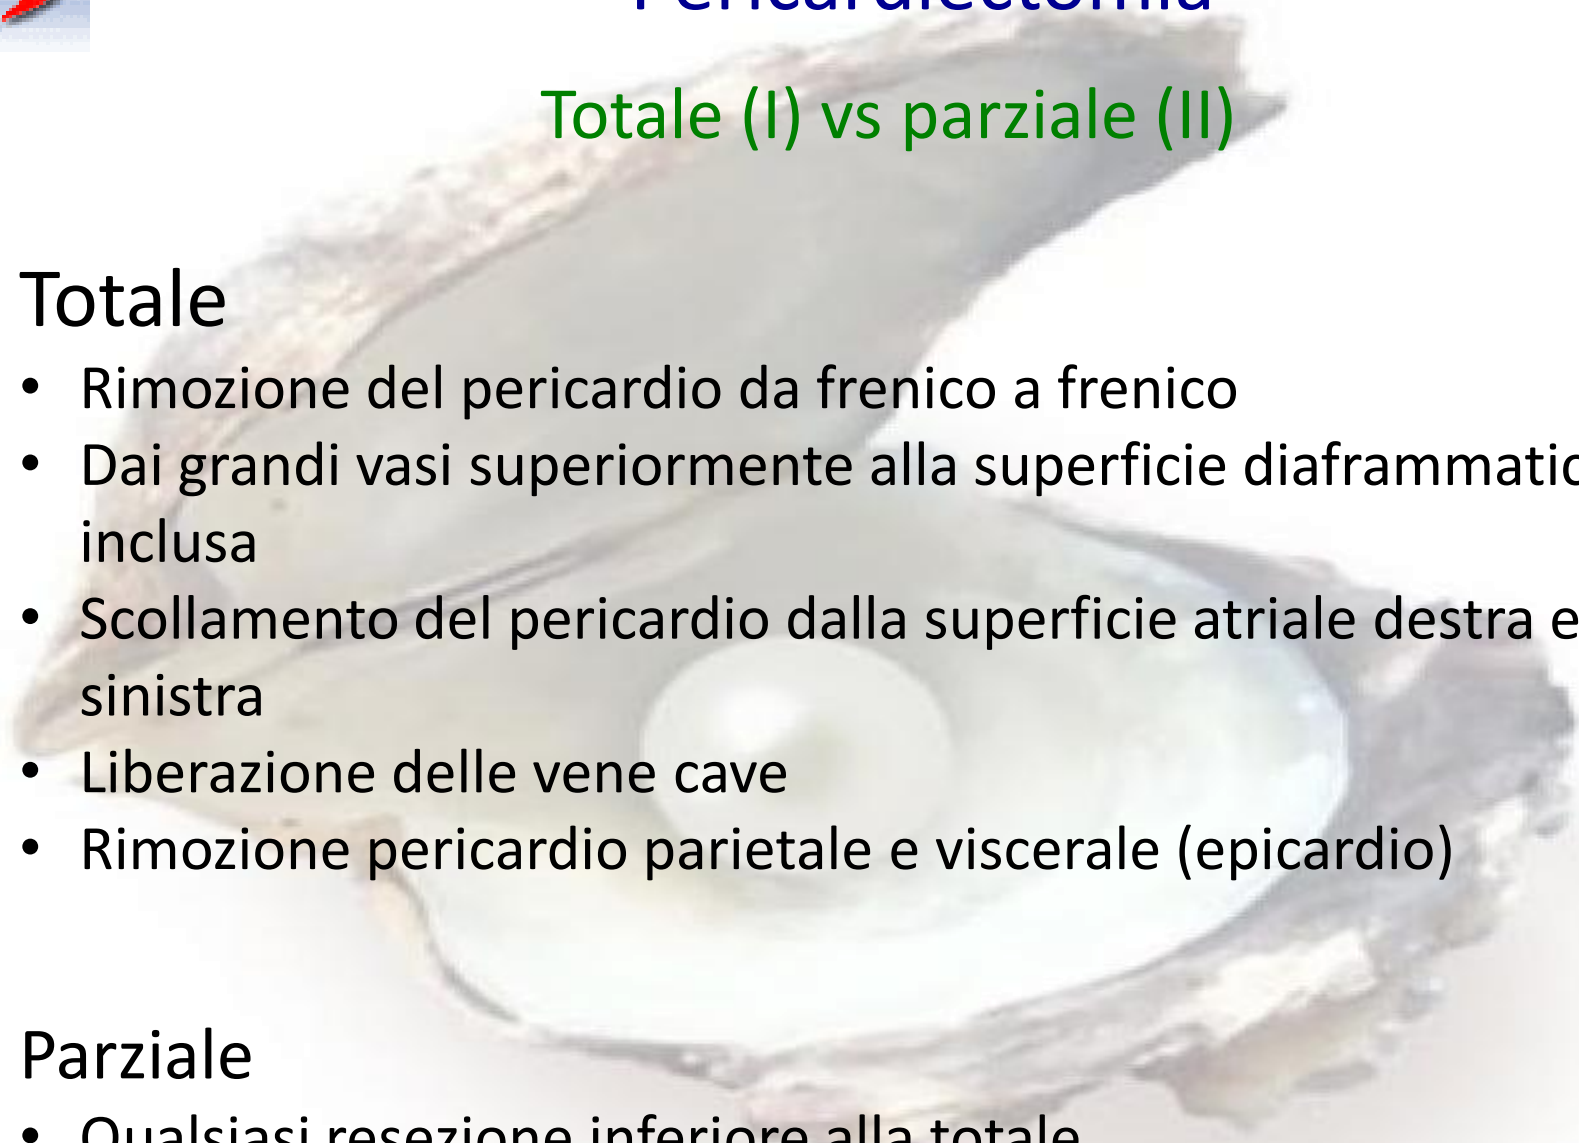 Pericardiectomia
Totale (I) vs parziale (II)
Totale
• Rimozione del pericardio da frenico a frenico
• Dai grandi vasi superiormente alla superficie diaframmatic
inclusa
• Scollamento del pericardio dalla superficie atriale destra e
sinistra
• Liberazione delle vene cave
• Rimozione pericardio parietale e viscerale (epicardio)
Parziale
• Qualsiasi resezione inferiore alla totale